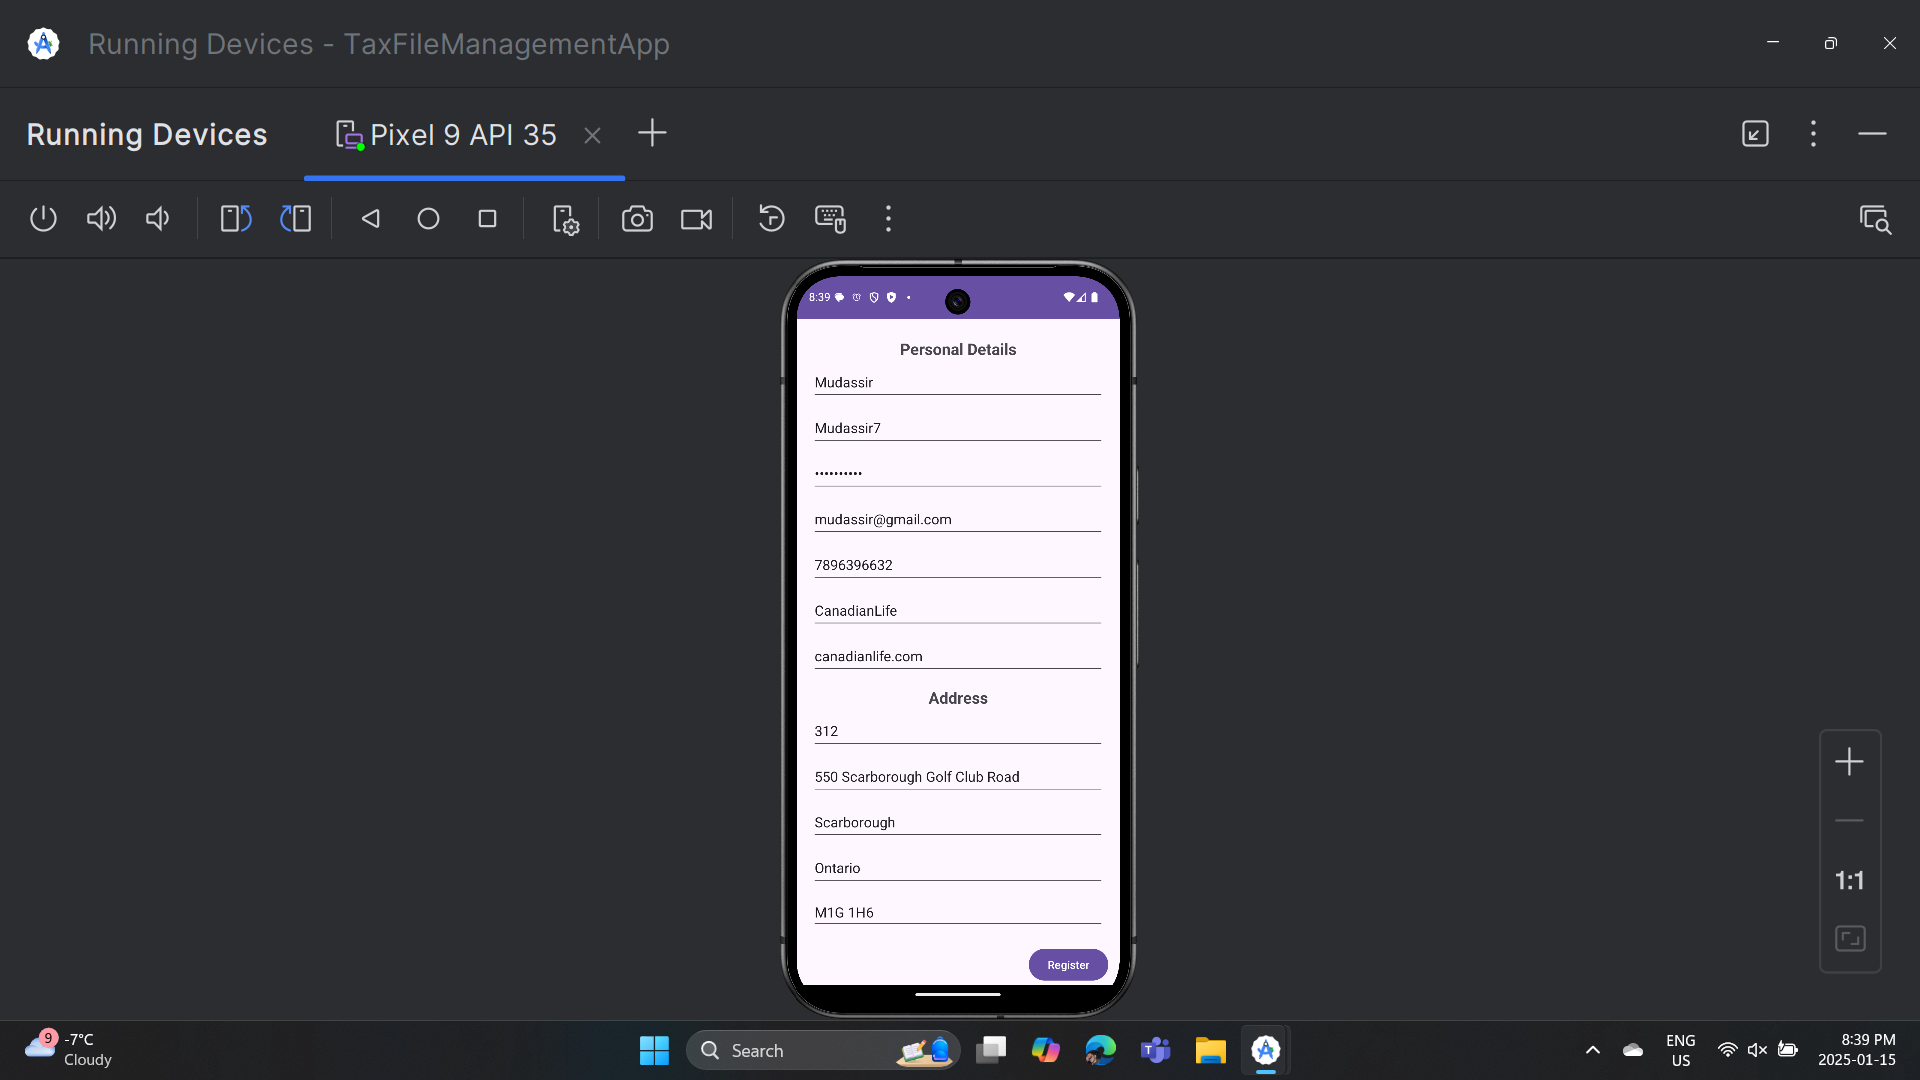 Running Devices - TaxFileManagementApp
Running Devices
Pixel 9 API 35
8:39
Personal Details
Mudassir
Mudassir7
••••••••••
mudassir@gmail.com
7896396632
CanadianLife
canadianlife.com
Address
312
550 Scarborough Golf Club Road
Scarborough
Ontario
M1G 1H6
Register
1:1
9
-7°C
Cloudy
Search
ENG
US
8:39 PM
2025-01-15